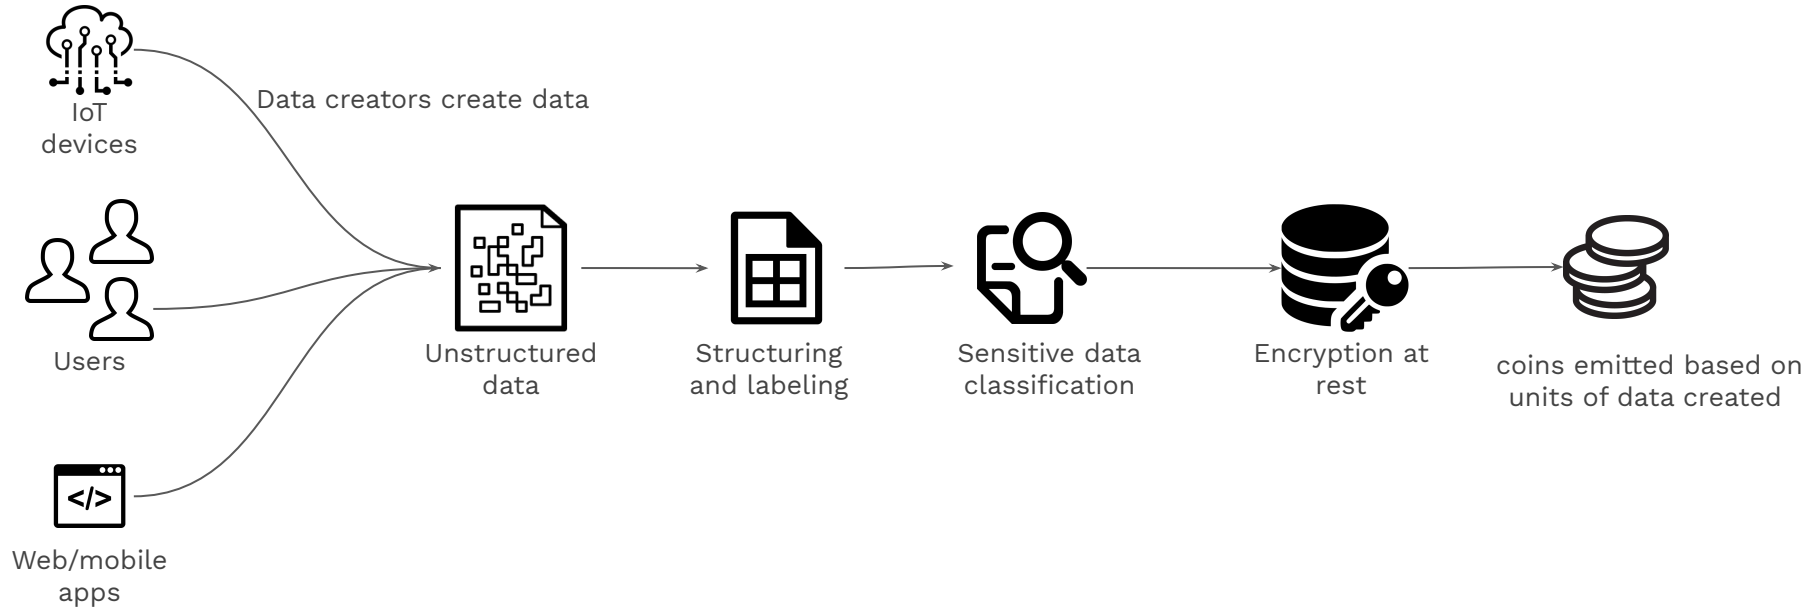 IoT
devices
Data creators create data
Users
Unstructured
data
Structuring
and labeling
Sensitive data
classification
Encryption at
rest
coins emitted based on
units of data created
</>
Web/mobile
apps